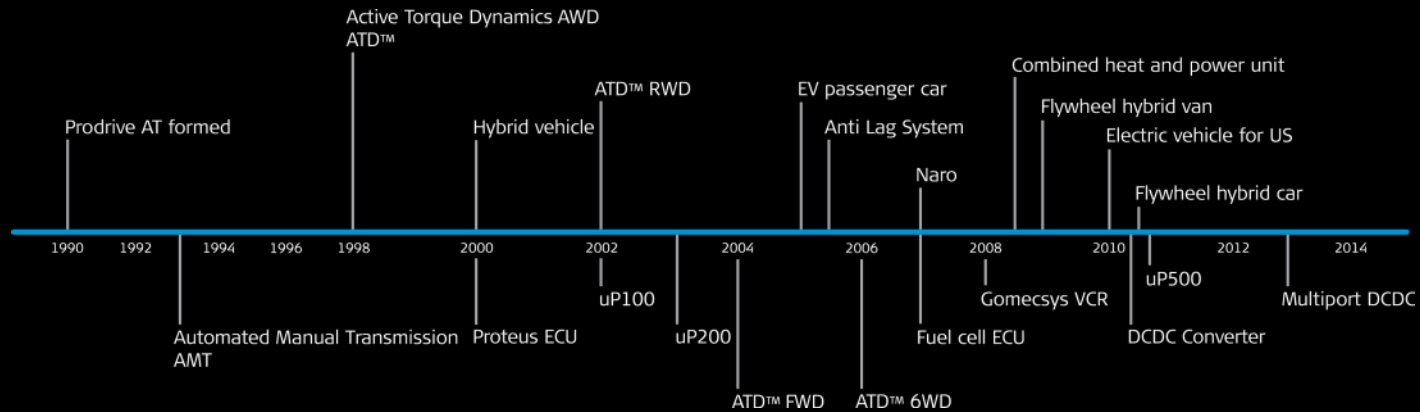 Active Torque Dynamics AWD
ATD™
Combined heat and power unit
ATD™ RWD
EV passenger car
Flywheel hybrid van
Prodrive AT formed
Hybrid vehicle
Anti Lag System
Electric vehicle for US
Naro
Flywheel hybrid car
1990 1992 1994 1996 1998 2000 2002 2004 2006 2008 2010 2012 2014
uP500
uP100
Gomecsys VCR
Multiport DCDC
Automated Manual Transmission
AMT
Proteus ECU
uP200
Fuel cell ECU
DCDC Converter
ATD™ FWD
ATD™ 6WD